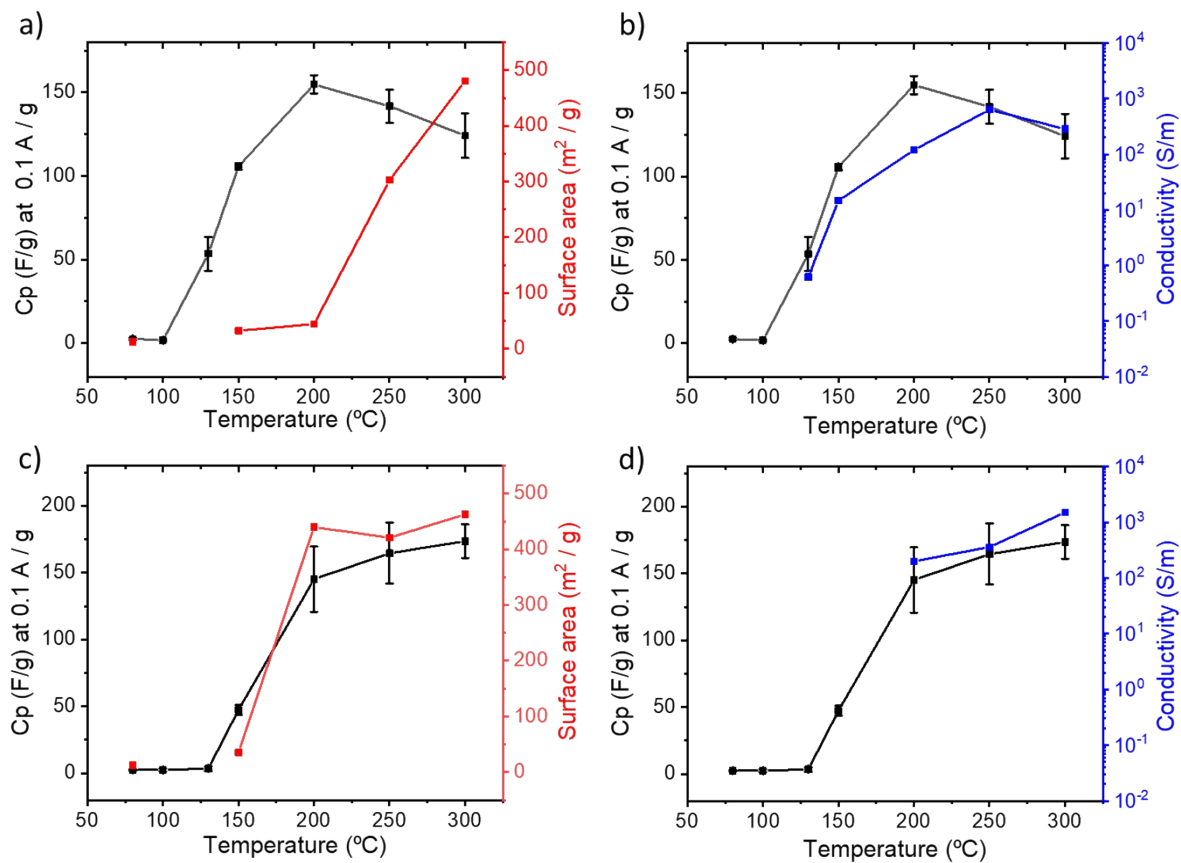 a)
Cp (F/g) at 0.1 A / g
150
100
50
0
50 100 150 200 250 300
Temperature (ºC)
500
400
300
200
100
0
Surface area (m² / g)
b)
Cp (F/g) at 0.1 A / g
150
100
50
0
50 100 150 200 250 300
Temperature (ºC)
10⁴
10³
10²
10¹
10⁰
10⁻¹
10⁻²
Conductivity (S/m)
c)
Cp (F/g) at 0.1 A / g
200
150
100
50
0
50 100 150 200 250 300
Temperature (ºC)
500
400
300
200
100
0
Surface area (m² / g)
d)
Cp (F/g) at 0.1 A / g
200
150
100
50
0
50 100 150 200 250 300
Temperature (ºC)
10⁴
10³
10²
10¹
10⁰
10⁻¹
10⁻²
Conductivity (S/m)